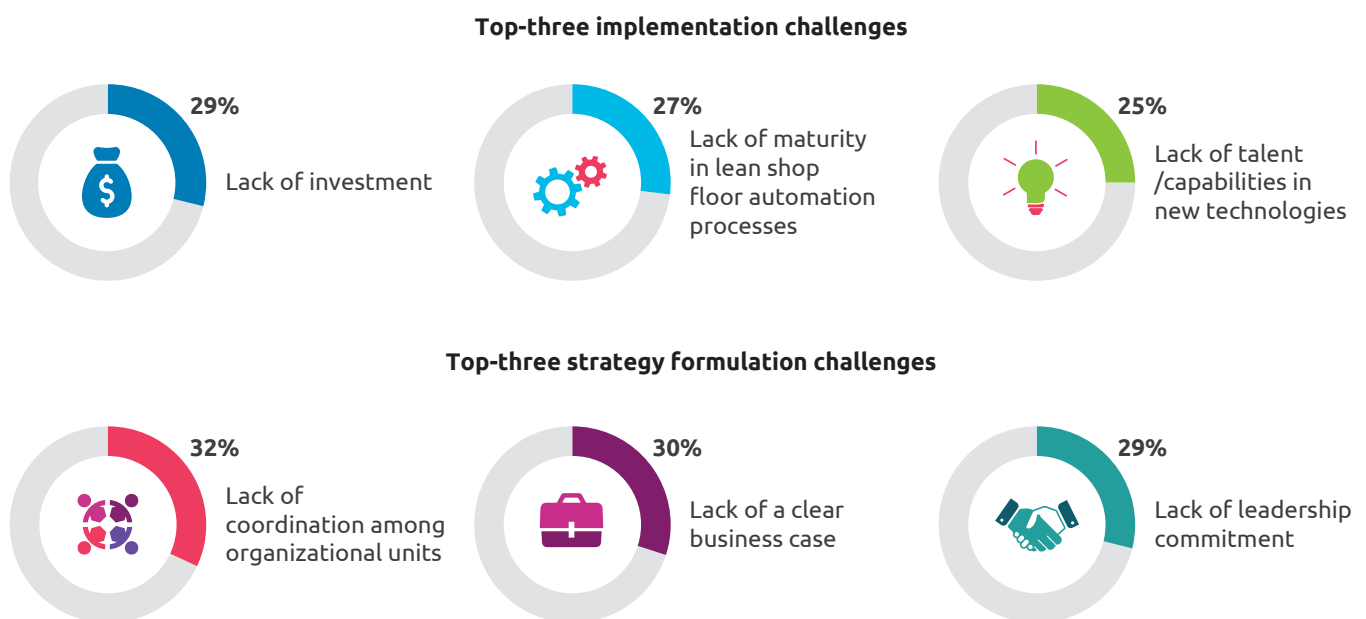 Top-three implementation challenges
29%
Lack of investment
27%
Lack of maturity
in lean shop
floor automation
processes
25%
Lack of talent
/capabilities in
new technologies
Top-three strategy formulation challenges
32%
Lack of
coordination among
organizational units
30%
Lack of a clear
business case
29%
Lack of leadership
commitment